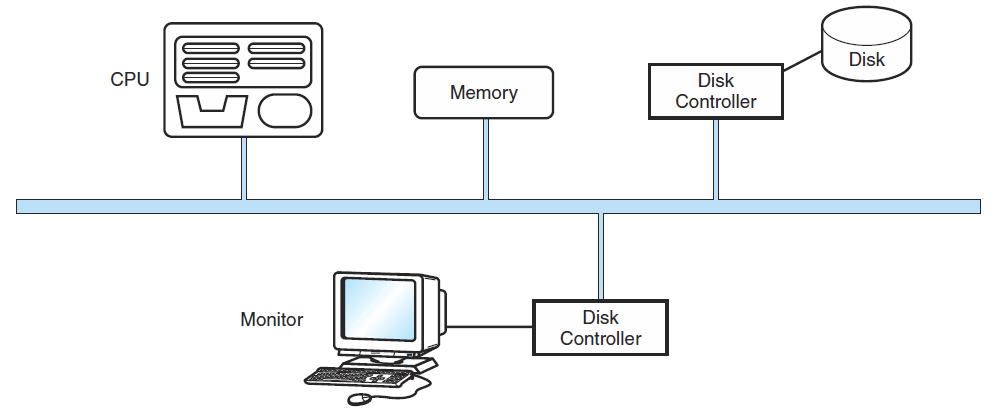 CPU
Memory
Disk
Controller
Disk
Monitor
Disk
Controller